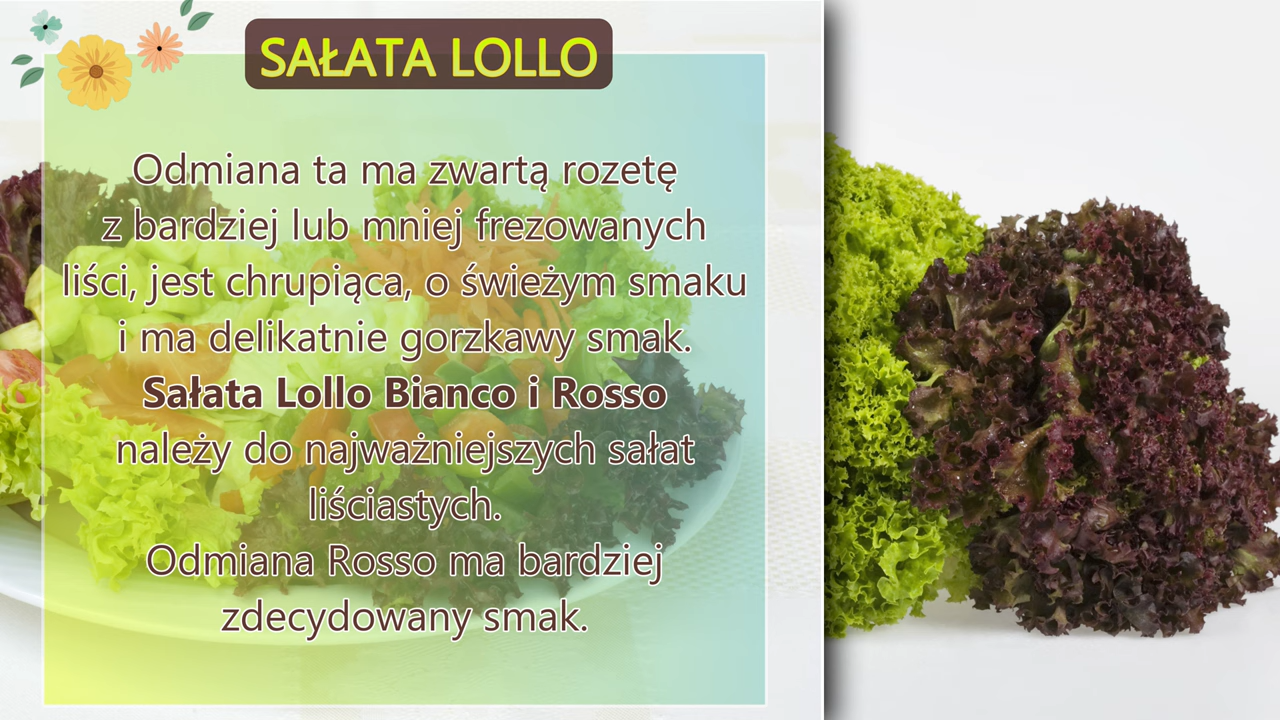 SAŁATA LOLLO
Odmiana ta ma zwartą rozetę
z bardziej lub mniej frezowanych
liści, jest chrupiąca, o świeżym smaku
i ma delikatnie gorzkawy smak.
Sałata Lollo Bianco i Rosso
należy do najważniejszych sałat
liściastych.
Odmiana Rosso ma bardziej
zdecydowany smak.